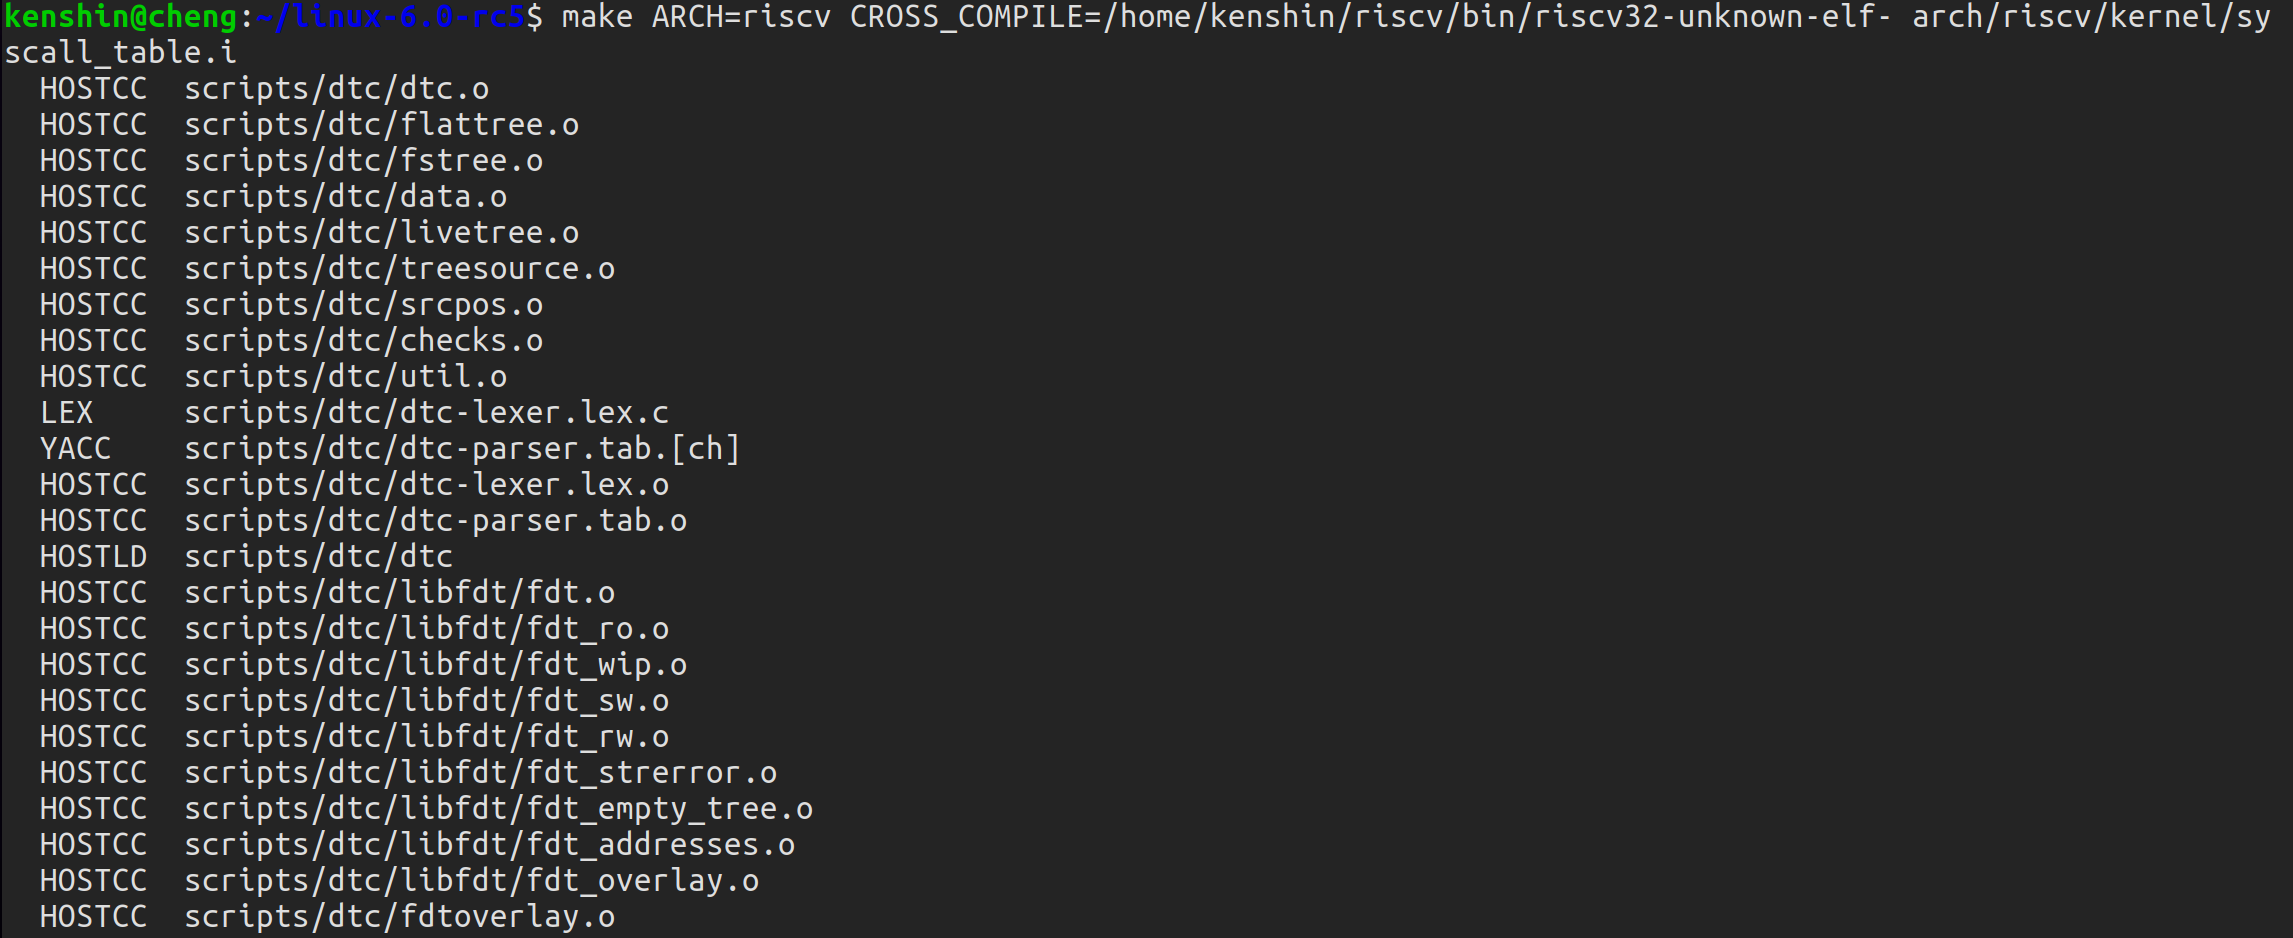 kenshin@cheng:~/linux-6.0-rc5$ make ARCH=riscv CROSS_COMPILE=/home/kenshin/riscv/bin/riscv32-unknown-elf- arch/riscv/kernel/sy
scall_table.i
  HOSTCC  scripts/dtc/dtc.o
  HOSTCC  scripts/dtc/flattree.o
  HOSTCC  scripts/dtc/fstree.o
  HOSTCC  scripts/dtc/data.o
  HOSTCC  scripts/dtc/livetree.o
  HOSTCC  scripts/dtc/treesource.o
  HOSTCC  scripts/dtc/srcpos.o
  HOSTCC  scripts/dtc/checks.o
  HOSTCC  scripts/dtc/util.o
  LEX     scripts/dtc/dtc-lexer.lex.c
  YACC    scripts/dtc/dtc-parser.tab.[ch]
  HOSTCC  scripts/dtc/dtc-lexer.lex.o
  HOSTCC  scripts/dtc/dtc-parser.tab.o
  HOSTLD  scripts/dtc/dtc
  HOSTCC  scripts/dtc/libfdt/fdt.o
  HOSTCC  scripts/dtc/libfdt/fdt_ro.o
  HOSTCC  scripts/dtc/libfdt/fdt_wip.o
  HOSTCC  scripts/dtc/libfdt/fdt_sw.o
  HOSTCC  scripts/dtc/libfdt/fdt_rw.o
  HOSTCC  scripts/dtc/libfdt/fdt_strerror.o
  HOSTCC  scripts/dtc/libfdt/fdt_empty_tree.o
  HOSTCC  scripts/dtc/libfdt/fdt_addresses.o
  HOSTCC  scripts/dtc/libfdt/fdt_overlay.o
  HOSTCC  scripts/dtc/fdtoverlay.o